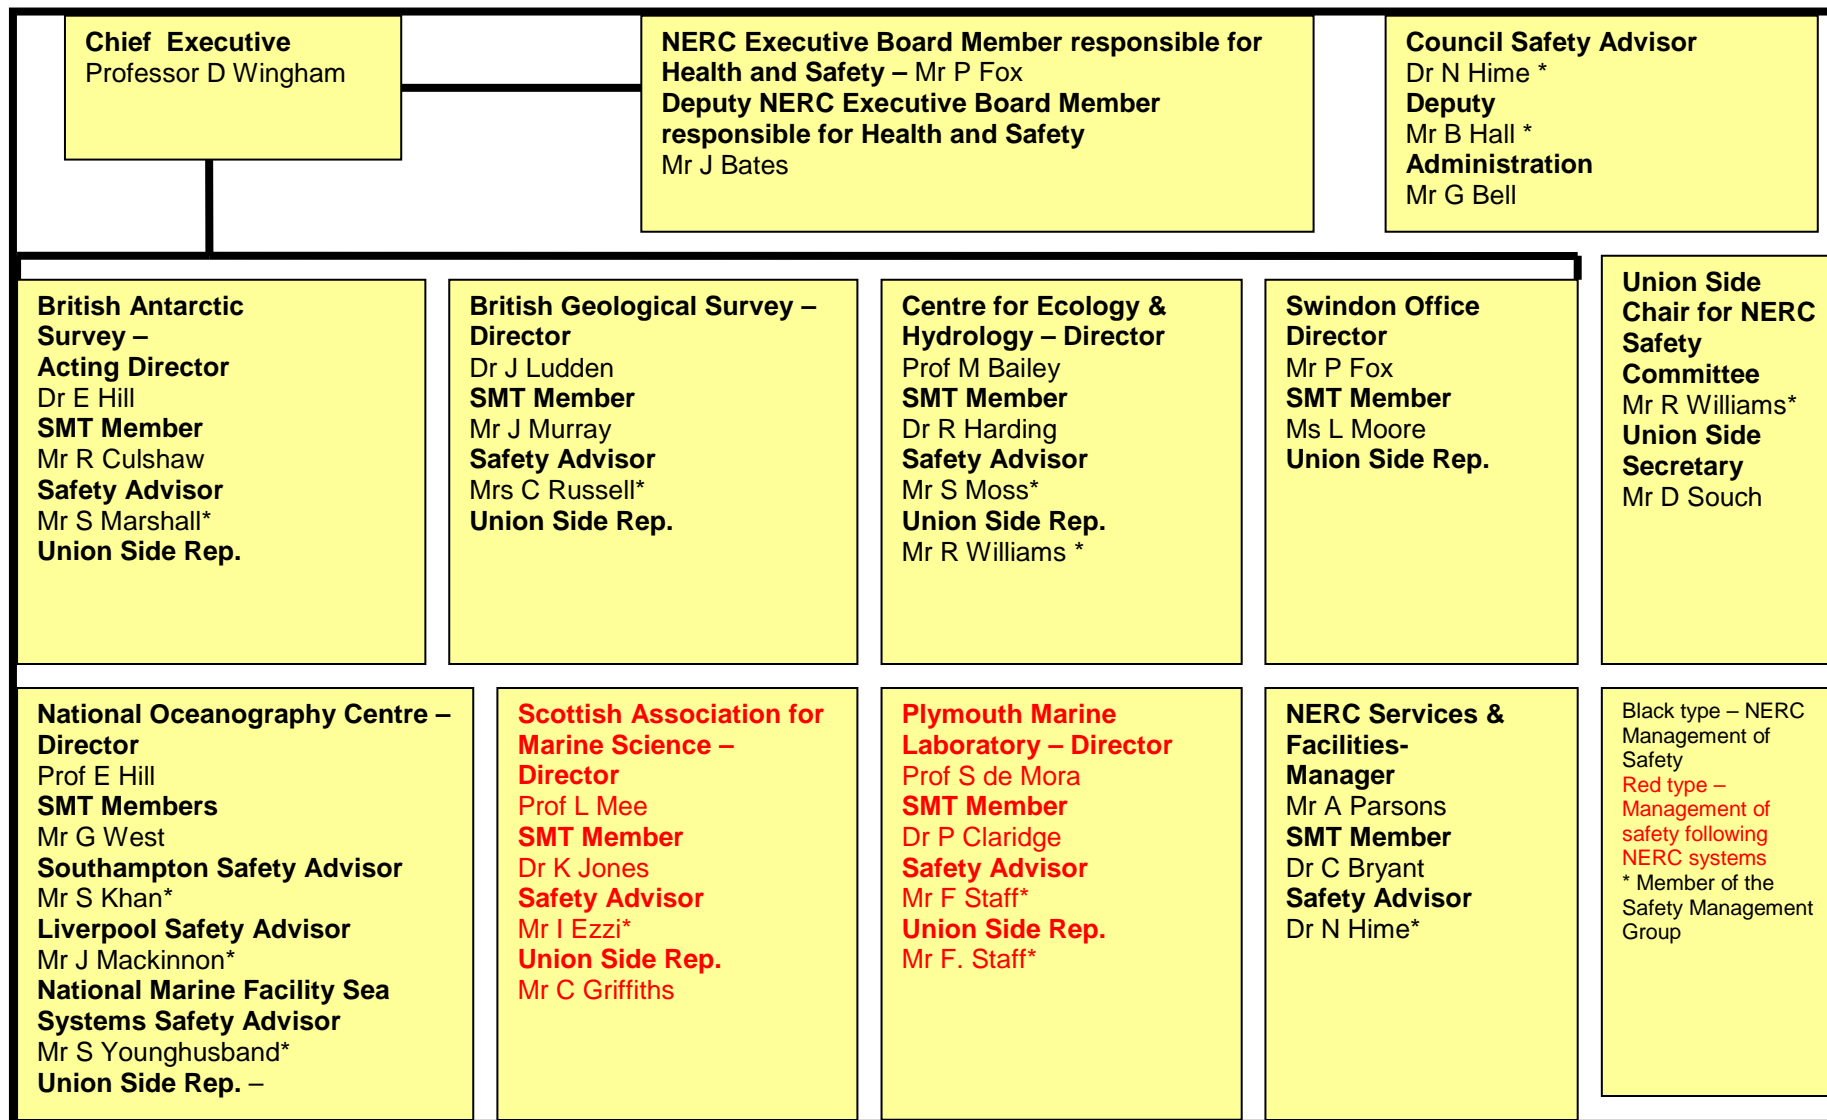 Chief Executive
Professor D Wingham
NERC Executive Board Member responsible for
Health and Safety – Mr P Fox
Deputy NERC Executive Board Member
responsible for Health and Safety
Mr J Bates
Council Safety Advisor
Dr N Hime *
Deputy
Mr B Hall *
Administration
Mr G Bell
British Antarctic
Survey –
Acting Director
Dr E Hill
SMT Member
Mr R Culshaw
Safety Advisor
Mr S Marshall*
Union Side Rep.
British Geological Survey –
Director
Dr J Ludden
SMT Member
Mr J Murray
Safety Advisor
Mrs C Russell*
Union Side Rep.
Centre for Ecology &
Hydrology – Director
Prof M Bailey
SMT Member
Dr R Harding
Safety Advisor
Mr S Moss*
Union Side Rep.
Mr R Williams *
Swindon Office
Director
Mr P Fox
SMT Member
Ms L Moore
Union Side Rep.
Union Side
Chair for NERC
Safety
Committee
Mr R Williams*
Union Side
Secretary
Mr D Souch
National Oceanography Centre –
Director
Prof E Hill
SMT Members
Mr G West
Southampton Safety Advisor
Mr S Khan*
Liverpool Safety Advisor
Mr J Mackinnon*
National Marine Facility Sea
Systems Safety Advisor
Mr S Younghusband*
Union Side Rep. –
Scottish Association for
Marine Science –
Director
Prof L Mee
SMT Member
Dr K Jones
Safety Advisor
Mr I Ezzi*
Union Side Rep.
Mr C Griffiths
Plymouth Marine
Laboratory – Director
Prof S de Mora
SMT Member
Dr P Claridge
Safety Advisor
Mr F Staff*
Union Side Rep.
Mr F. Staff*
NERC Services &
Facilities-
Manager
Mr A Parsons
SMT Member
Dr C Bryant
Safety Advisor
Dr N Hime*
Black type – NERC
Management of
Safety
Red type –
Management of
safety following
NERC systems
* Member of the
Safety Management
Group